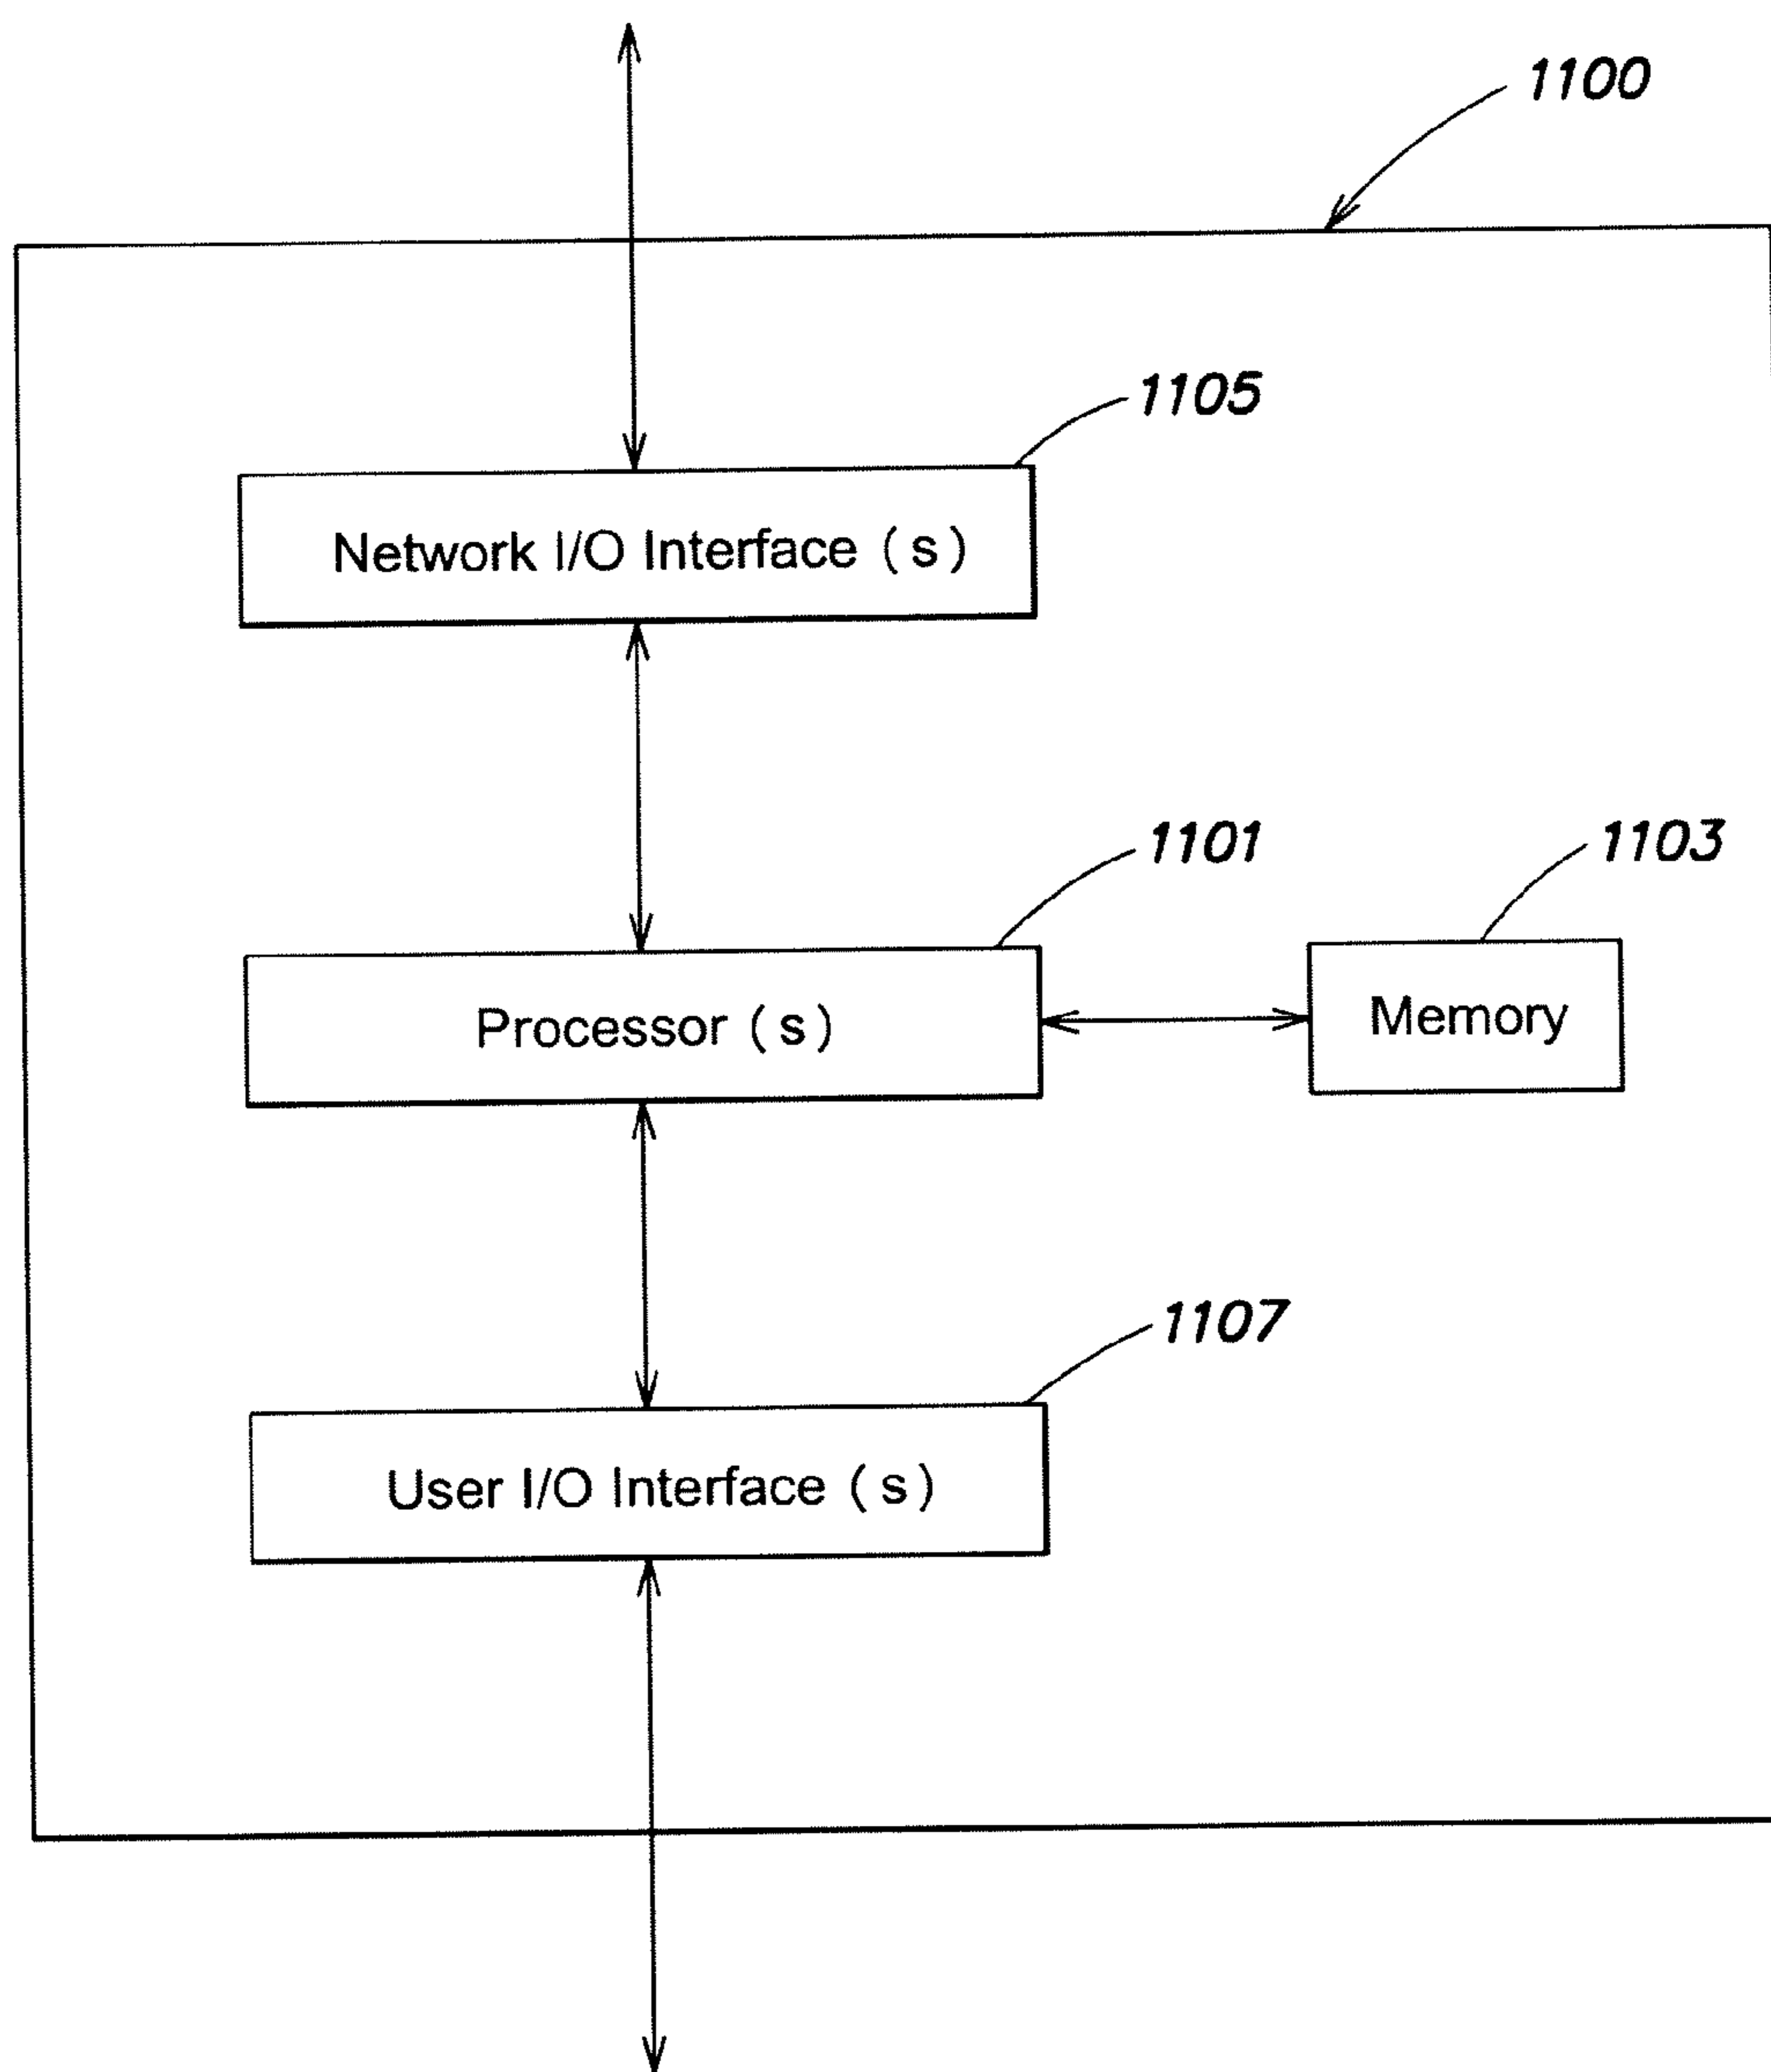 1100
1105
Network I/O Interface (s)
1101
1103
Processor (s)
Memory
1107
User I/O Interface (s)